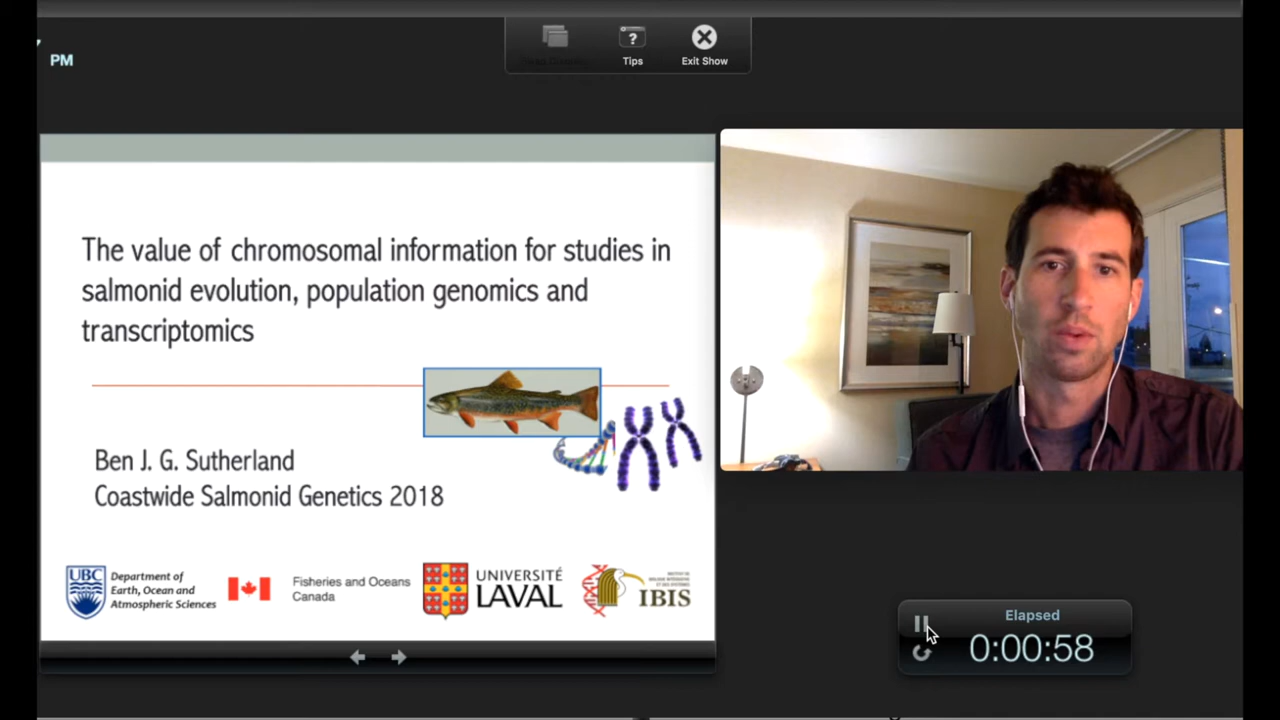 PM
Tips
Exit Show
The value of chromosomal information for studies in
salmonid evolution, population genomics and
transcriptomics
Ben J. G. Sutherland
Coastwide Salmonid Genetics 2018
UBC
Department of
Earth, Ocean and
Atmospheric Sciences
Fisheries and Oceans
Canada
UNIVERSITÉ
LAVAL
IBIS
Elapsed
0:00:58